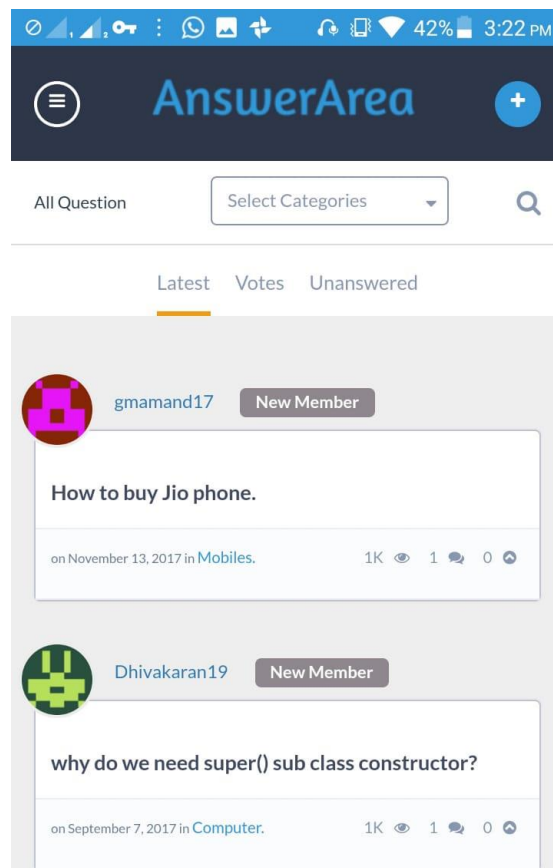 42% 3:22 PM
AnswerArea
All Question Select Categories
Latest Votes Unanswered
gmamand17 New Member
How to buy Jio phone.
on November 13, 2017 in Mobiles. 1K 1 0
Dhivakaran19 New Member
why do we need super() sub class constructor?
on September 7, 2017 in Computer. 1K 1 0